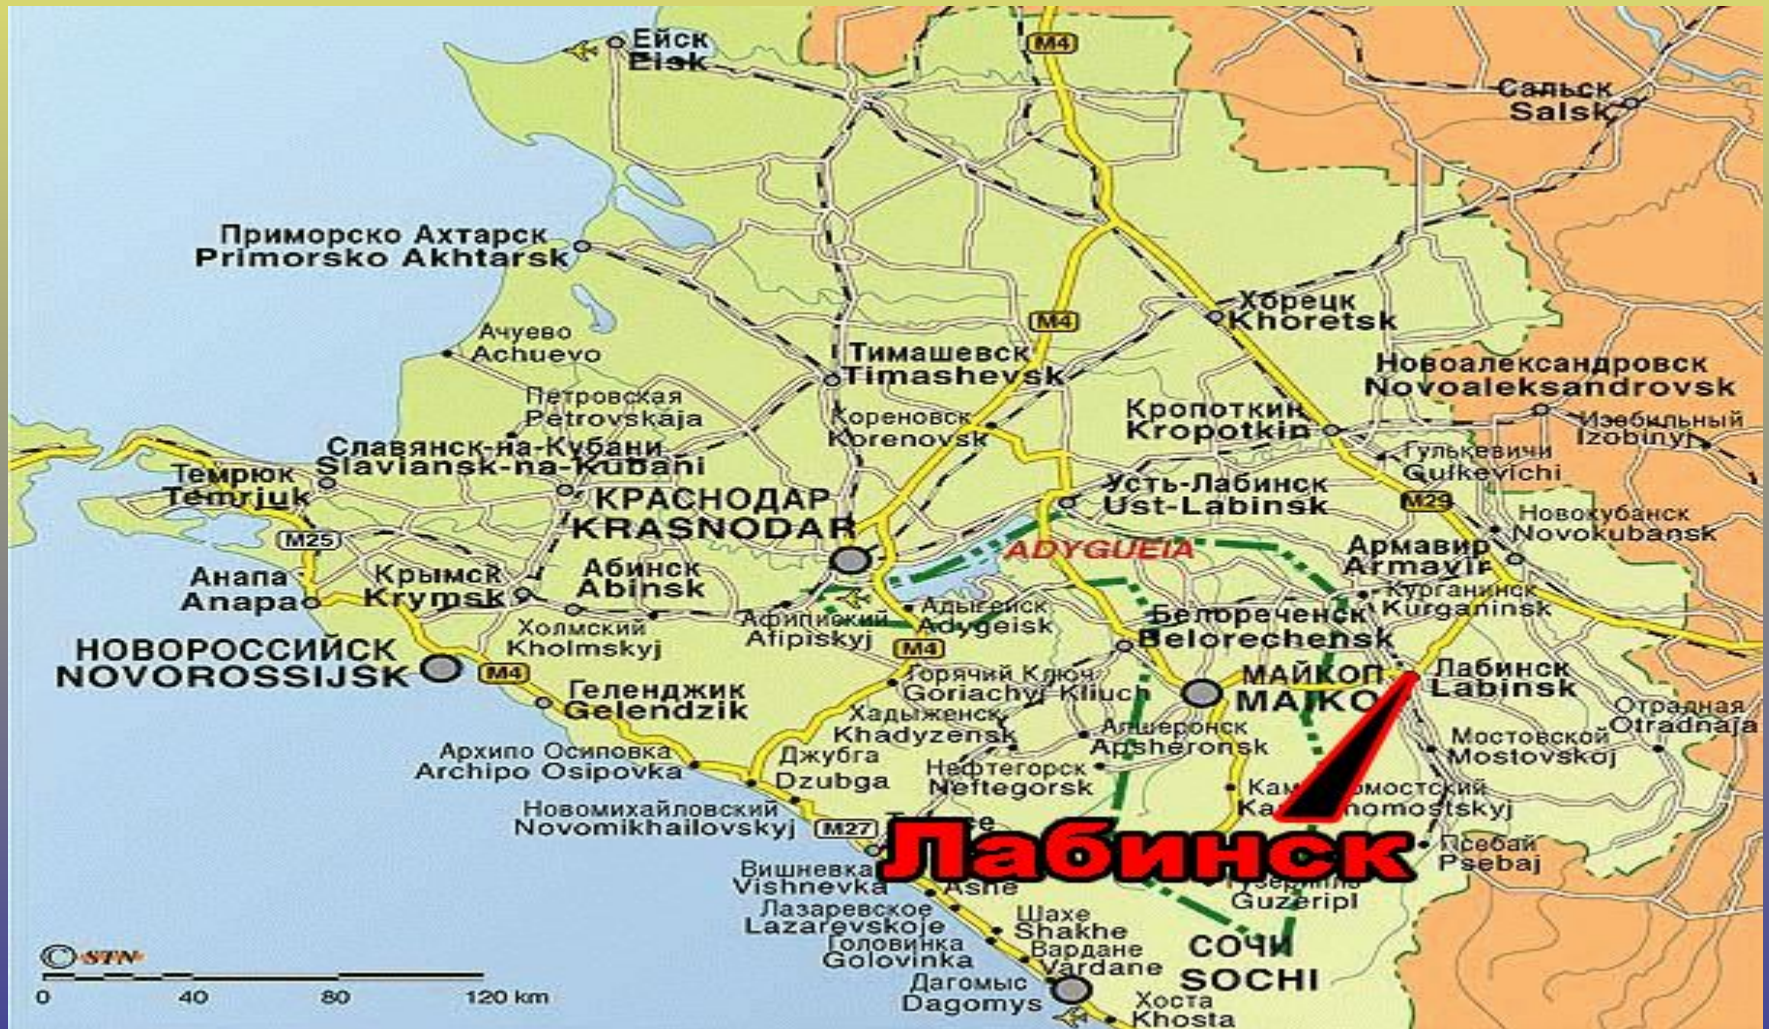 Ейск
Eisk
M4
Сальск
Salsk
Приморско Ахтарск
Primorsko Akhtarsk
Хорецк
Khoretsk
M4
Ачуево
Achuevo
Тимашевск
Timashevsk
Новоалександровск
Novoaleksandrovsk
Петровская
Petrovskaja
Кореновск
Korenovsk
Кропоткин
Kropotkin
Изобильный
Izobinyj
Славянск-на-Кубани
Slaviansk-na-Kubani
Гулькевичи
Gulkevichi
Темрюк
Temrjuk
КРАСНОДАР
KRASNODAR
Усть-Лабинск
Ust-Labinsk
M29
Новокубанск
Novokubansk
M25
ADYGUEIA
Армавир
Armavir
Анапа
Anapa
Крымск
Krymsk
Абинск
Abinsk
Курганинск
Kurganinsk
Адыгейск
Adygeisk
Афипиский
Afipiskyj
Белореченск
Belorechensk
Холмский
Kholmskyj
НОВОРОССИЙСК
NOVOROSSIJSK
M4
M4
Горячий Ключ
Goriachyj Kliuch
МАЙКОП
MAIKO
Лабинск
Labinsk
Геленджик
Gelendzik
Хадыженск
Khadyzensk
Апшеронск
Apsheronsk
Отрадная
Otradnaja
Мостовской
Mostovskoj
Архипо Осиповка
Archipo Osipovka
Джубга
Dzubga
Нефтегорск
Neftegorsk
Новомихайловский
Novomikhailovskyj
M27
Лабинск
Псебай
Psebaj
Вишневка
Vishnevka
Ashe
Guzeripl
Лазаревское
Lazarevskoje
Шахе
Shakhe
Головинка
Golovinka
Вардане
Vardane
СОЧИ
SOCHI
Дагомыс
Dagomys
Хоста
Khosta
© STN
0 40 80 120 km